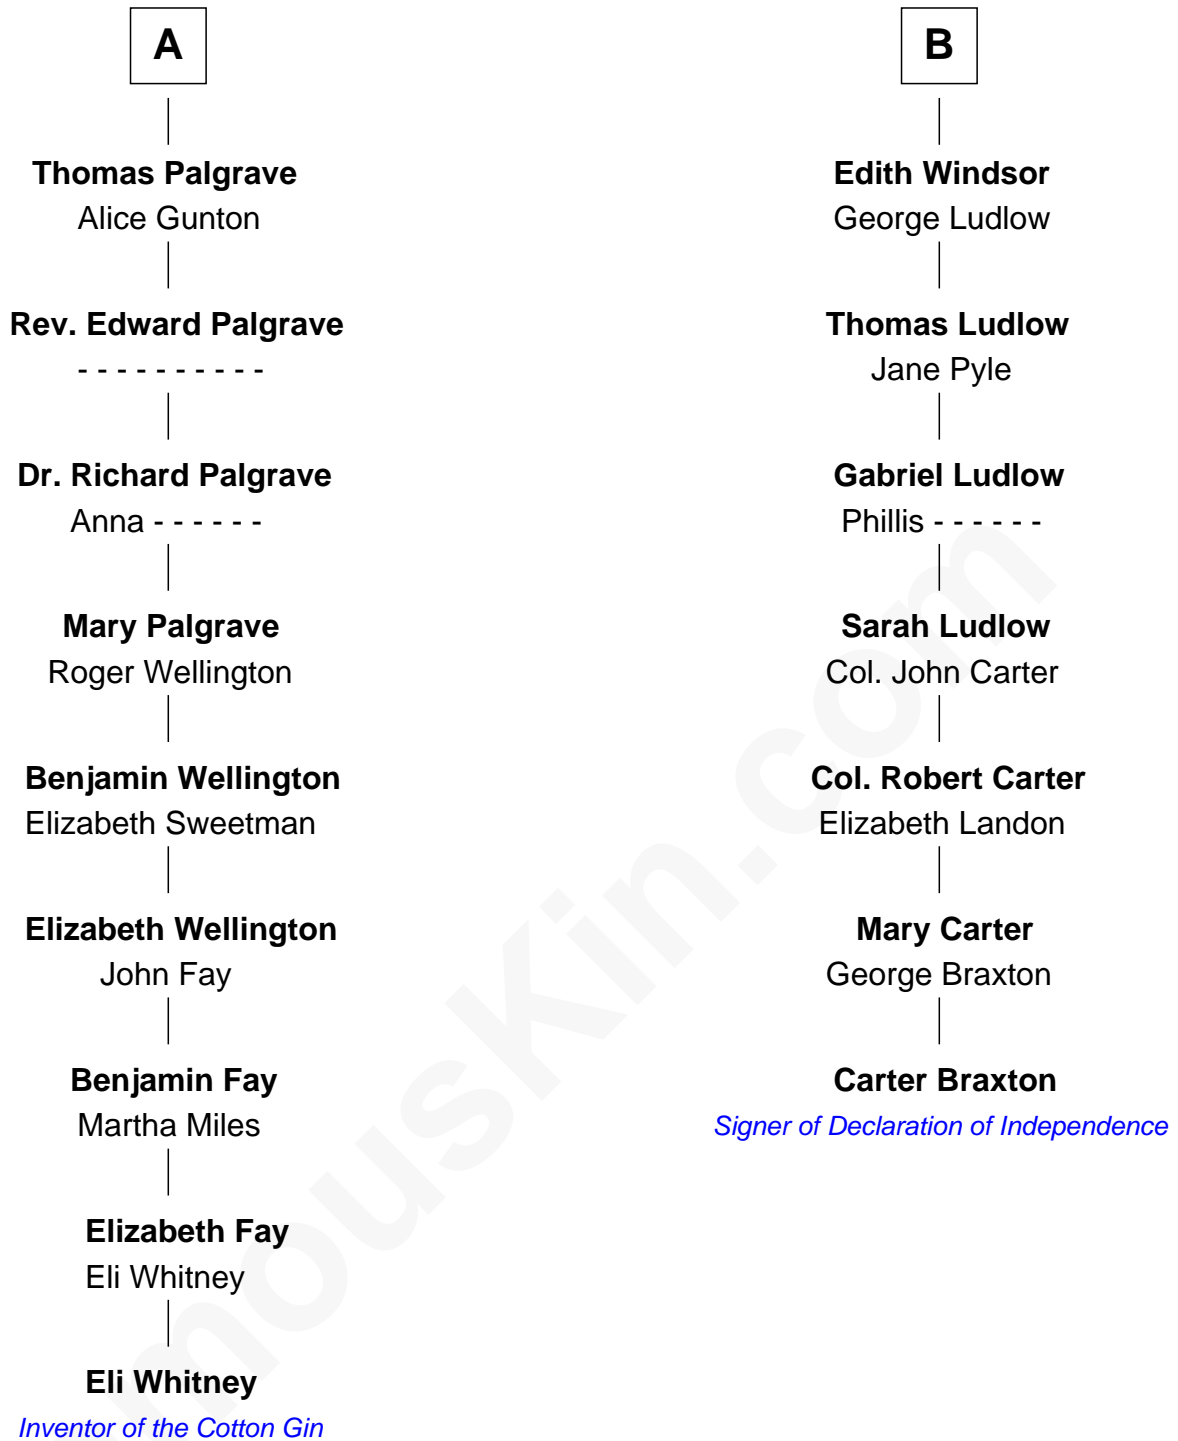 A
Thomas Palgrave
Alice Gunton
Rev. Edward Palgrave
- - - - - - - - - -
Dr. Richard Palgrave
Anna - - - - - -
Mary Palgrave
Roger Wellington
Benjamin Wellington
Elizabeth Sweetman
Elizabeth Wellington
John Fay
Benjamin Fay
Martha Miles
Elizabeth Fay
Eli Whitney
Eli Whitney
Inventor of the Cotton Gin
B
Edith Windsor
George Ludlow
Thomas Ludlow
Jane Pyle
Gabriel Ludlow
Phillis - - - - - -
Sarah Ludlow
Col. John Carter
Col. Robert Carter
Elizabeth Landon
Mary Carter
George Braxton
Carter Braxton
Signer of Declaration of Independence
mousKin.com